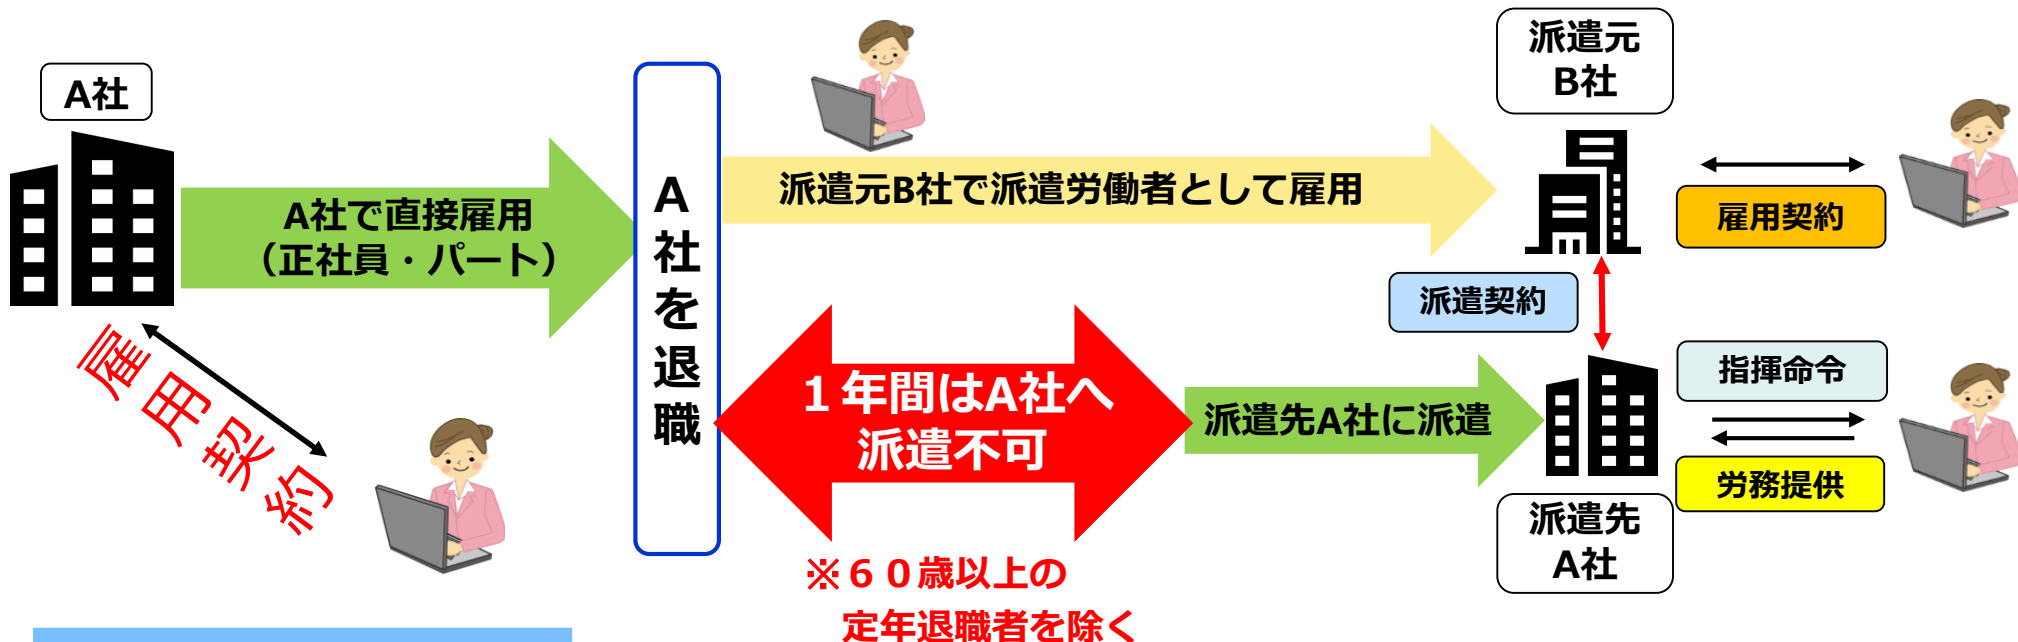 A社
A社で直接雇用
（正社員・パート）
雇用契約
A社を退職
派遣元B社で派遣労働者として雇用
１年間はA社へ
派遣不可
※６０歳以上の
定年退職者を除く
派遣先A社に派遣
派遣元
B社
雇用契約
派遣契約
指揮命令
労務提供
派遣先
A社